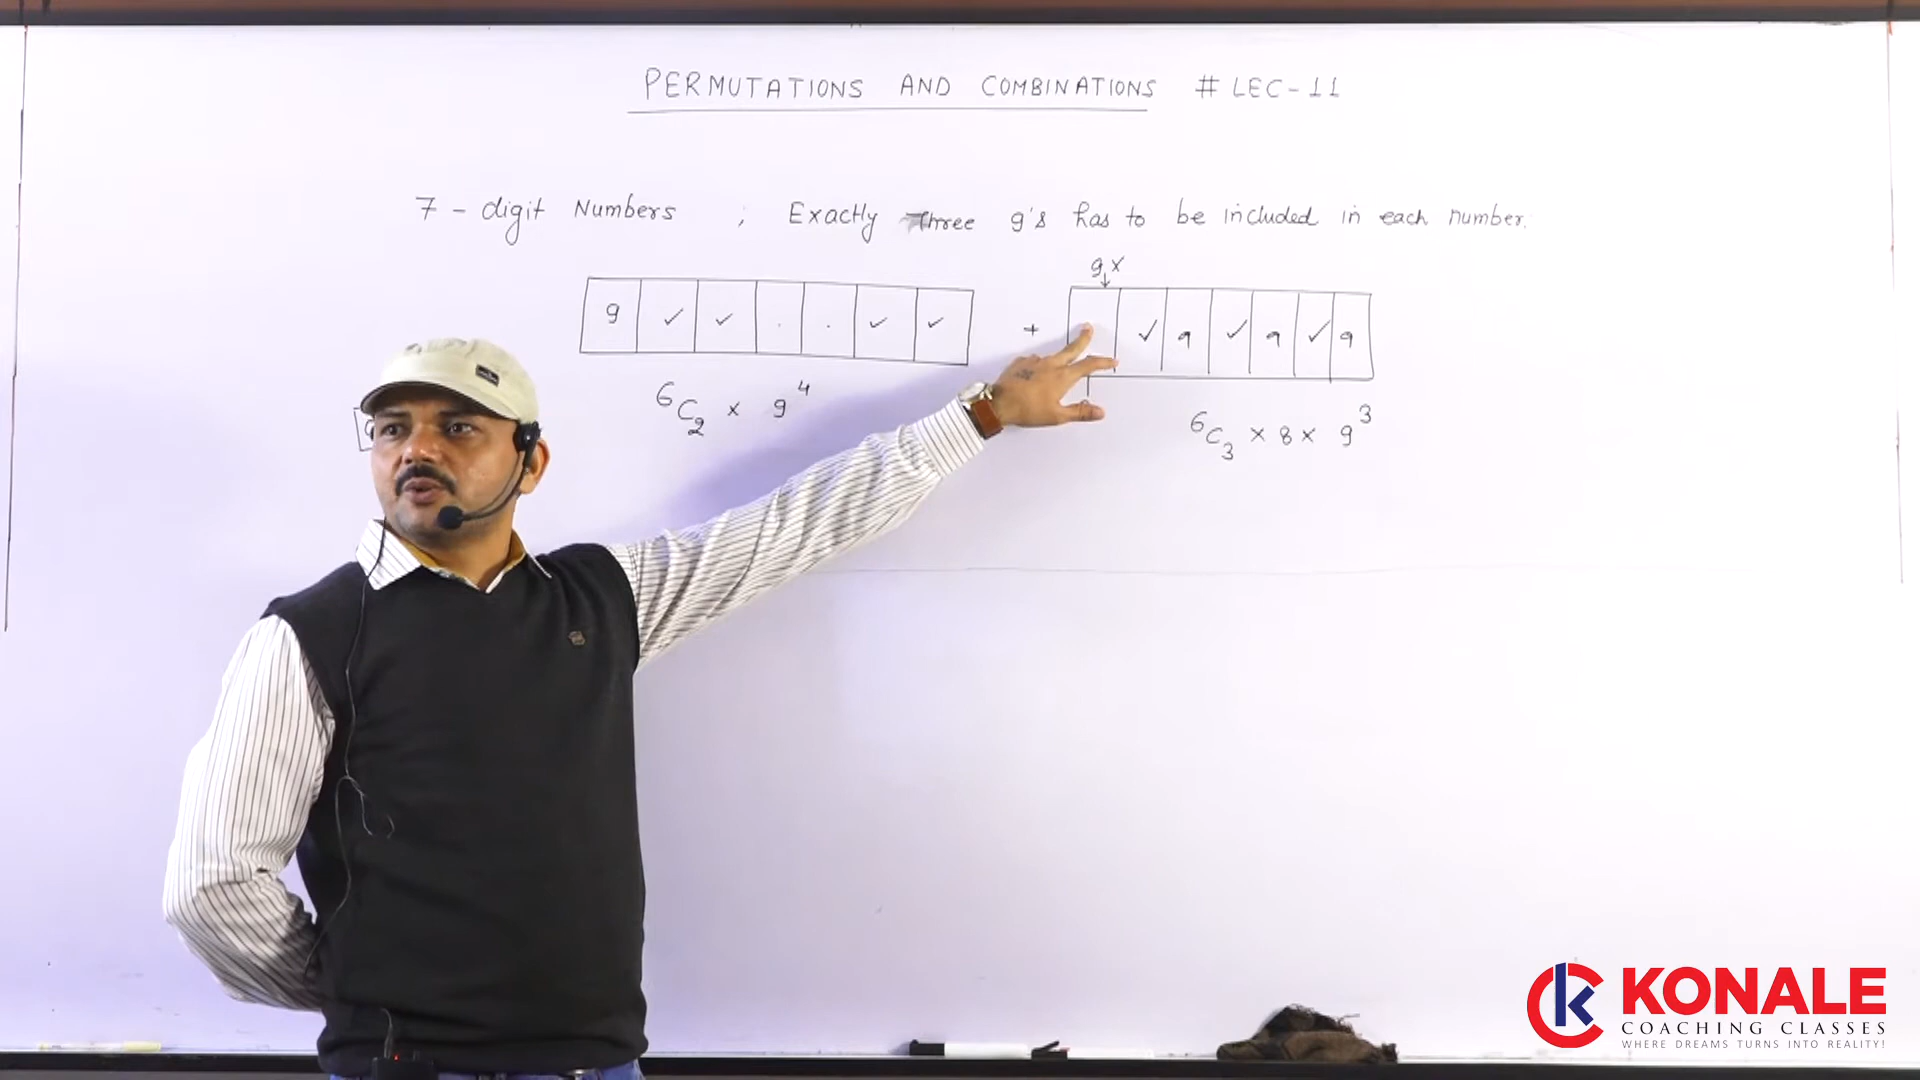 PERMUTATIONS AND COMBINATIONS # LEC-11
7 - digit Numbers ; Exactly Three 9's has to be included in each number.
9 X
9 ✓ ✓ . . ✓ ✓ + ✓ 9 ✓ 9 ✓ 9
⁶C₂ × 9⁴
⁶C₃ × 8 × 9³
KONALE
COACHING CLASSES
WHERE DREAMS TURNS INTO REALITY!